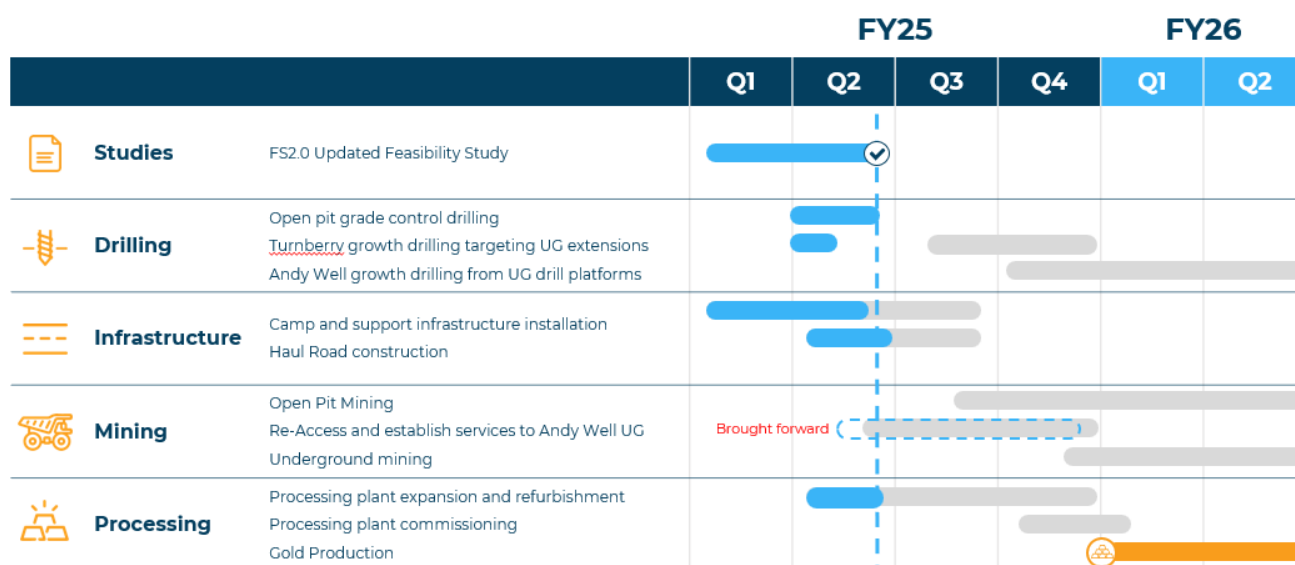 FY25 FY26
Q1 Q2 Q3 Q4 Q1 Q2
Studies FS2.0 Updated Feasibility Study
Open pit grade control drilling
Drilling Turnberry growth drilling targeting UG extensions
Andy Well growth drilling from UG drill platforms
Camp and support infrastructure installation
Infrastructure
Haul Road construction
Open Pit Mining
Mining Re-Access and establish services to Andy Well UG Brought forward
Underground mining
Processing plant expansion and refurbishment
Processing Processing plant commissioning
Gold Production